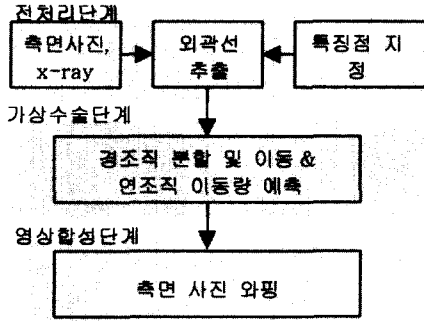 전처리단계
측면사진,
x-ray
외곽선
추출
특징점 지
정
가상수술단계
경조직 분할 및 이동 &
연조직 이동량 예측
영상합성단계
측면 사진 와핑